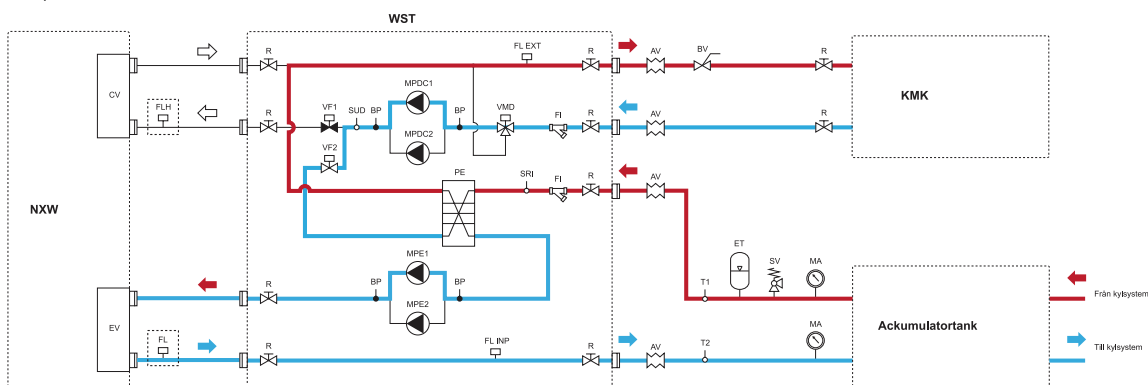 WST
NXW
CV
FLH
R
R
FL EXT
R
AV
BV
R
KMK
VF1
SUD
BP
MPDC1
MPDC2
BP
VMD
FI
R
AV
R
VF2
PE
SRI
FI
R
AV
ET
SV
MA
T1
Från kylsystem
EV
R
BP
MPE1
MPE2
BP
Ackumulatortank
FL
R
FL INP
R
AV
T2
MA
Till kylsystem